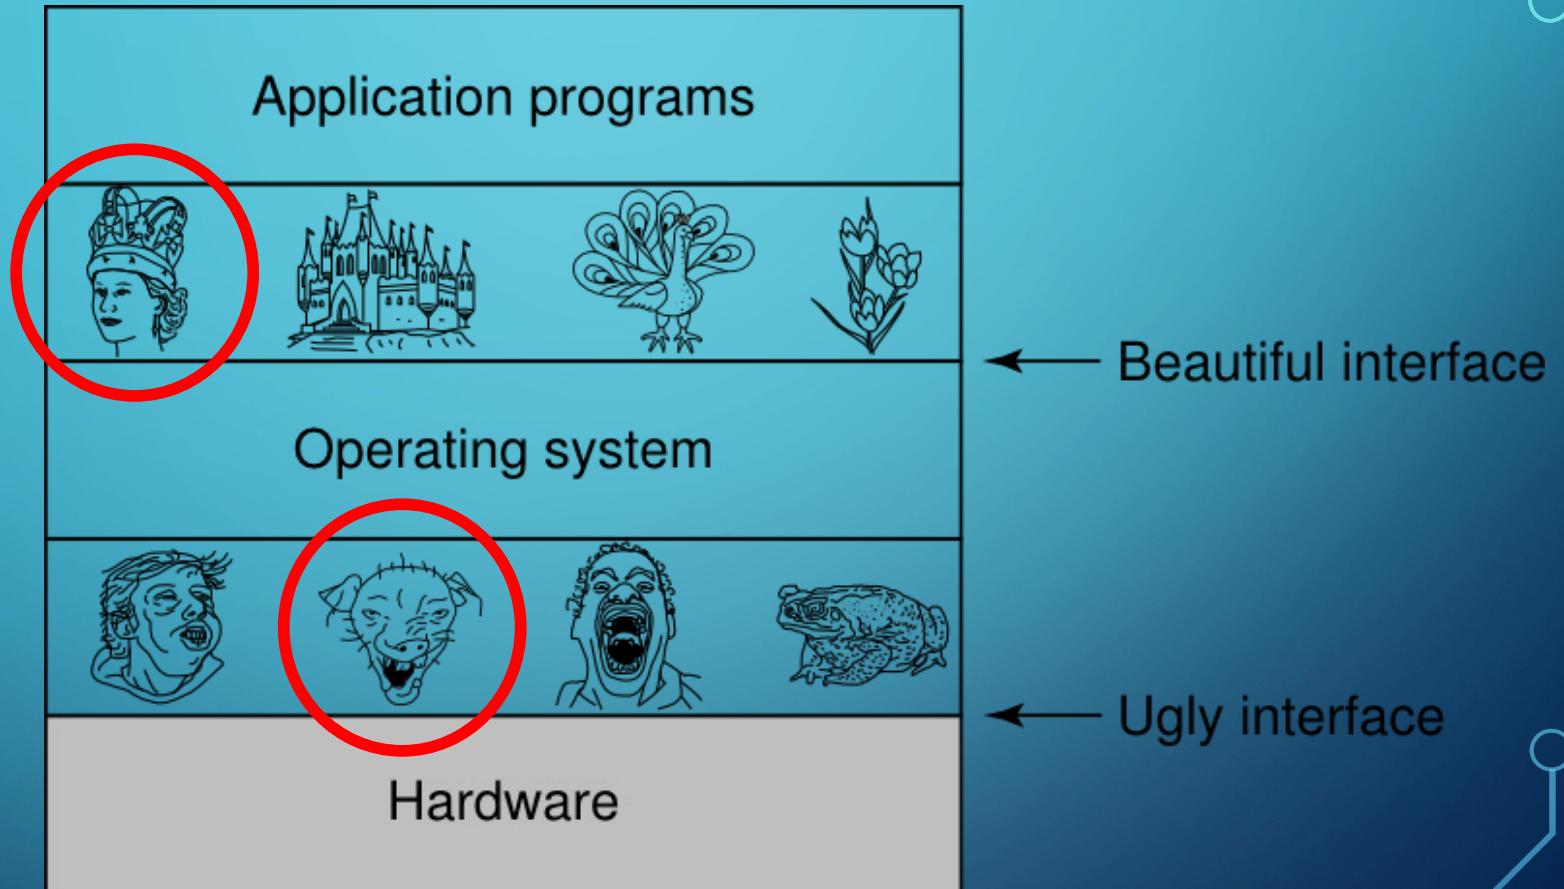 Application programs
Beautiful interface
Operating system
Ugly interface
Hardware